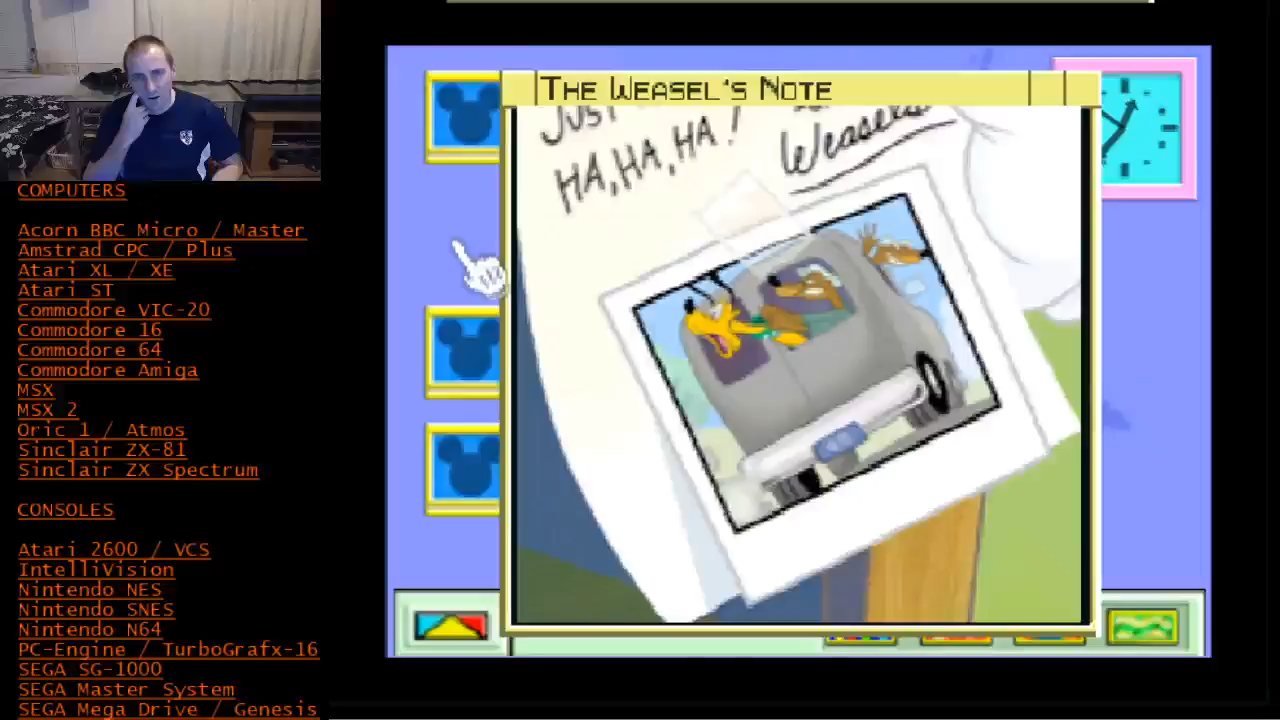 COMPUTERS
Acorn BBC Micro / Master
Amstrad CPC / Plus
Atari XL / XE
Atari ST
Commodore VIC-20
Commodore 16
Commodore 64
Commodore Amiga
MSX
MSX 2
Oric 1 / Atmos
Sinclair ZX-81
Sinclair ZX Spectrum
CONSOLES
Atari 2600 / VCS
IntelliVision
Nintendo NES
Nintendo SNES
Nintendo N64
PC-Engine / TurboGrafx-16
SEGA SG-1000
SEGA Master System
SEGA Mega Drive / Genesis
THE WEASEL'S NOTE
JUST
HA, HA, HA!
Weasels